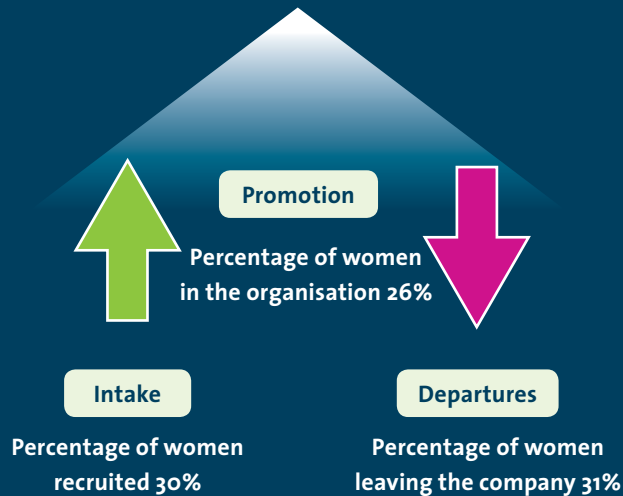 Promotion
Percentage of women
in the organisation 26%
Intake
Percentage of women
recruited 30%
Departures
Percentage of women
leaving the company 31%